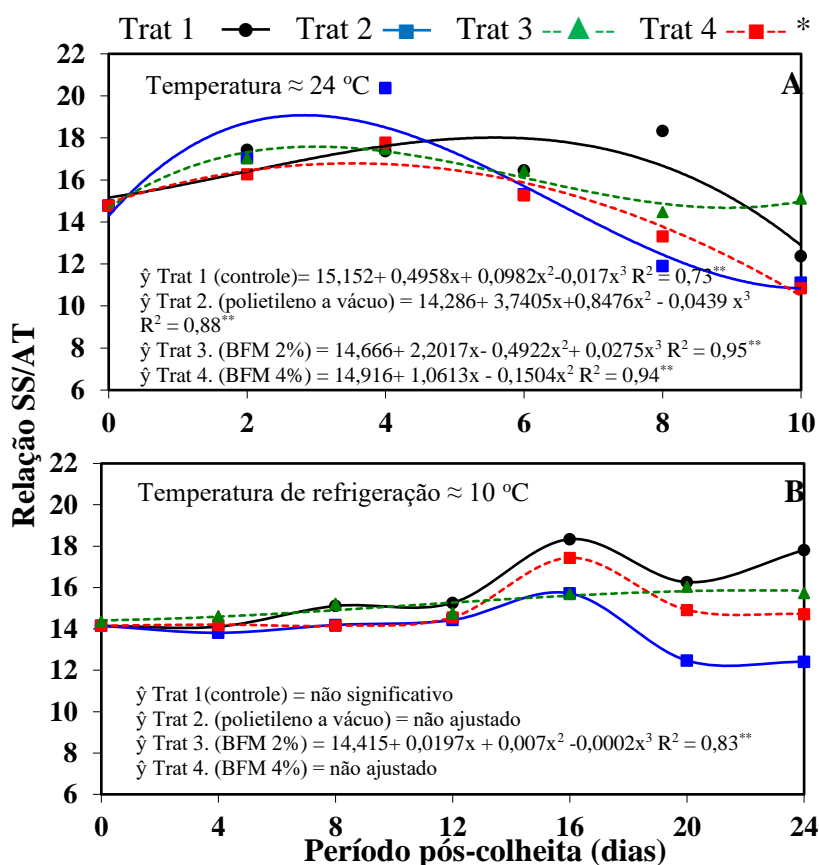 Trat 1 Trat 2 Trat 3 Trat 4 *
Relação SS/AT
22
20
18
16
14
12
10
8
6
Temperatura ≈ 24 ºC
A
ŷ Trat 1 (controle)= 15,152+ 0,4958x+ 0,0982x²-0,017x³ R² = 0,73**
ŷ Trat 2. (polietileno a vácuo) = 14,286+ 3,7405x+0,8476x² - 0,0439 x³
R² = 0,88**
ŷ Trat 3. (BFM 2%) = 14,666+ 2,2017x- 0,4922x²+ 0,0275x³ R² = 0,95**
ŷ Trat 4. (BFM 4%) = 14,916+ 1,0613x - 0,1504x² R² = 0,94**
0 2 4 6 8 10
22
20
18
16
14
12
10
8
6
Temperatura de refrigeração ≈ 10 ºC
B
ŷ Trat 1(controle) = não significativo
ŷ Trat 2. (polietileno a vácuo) = não ajustado
ŷ Trat 3. (BFM 2%) = 14,415+ 0,0197x + 0,007x² -0,0002x³ R² = 0,83**
ŷ Trat 4. (BFM 4%) = não ajustado
0 4 8 12 16 20 24
Período pós-colheita (dias)